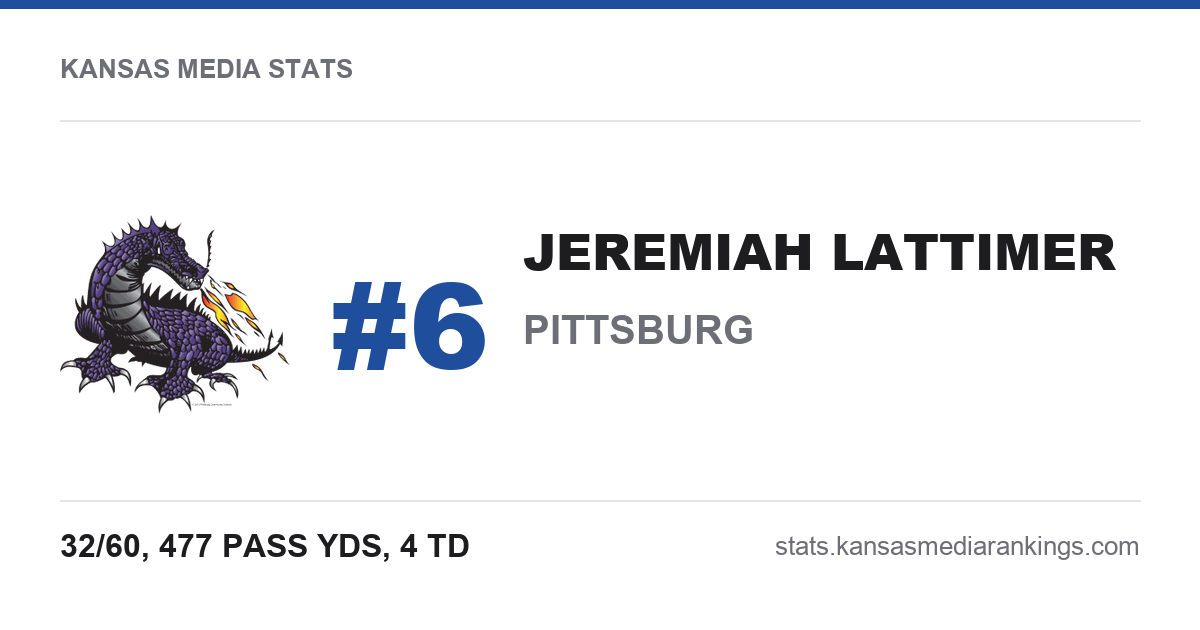 KANSAS MEDIA STATS
#6
JEREMIAH LATTIMER
PITTSBURG
32/60, 477 PASS YDS, 4 TD
stats.kansasmediarankings.com